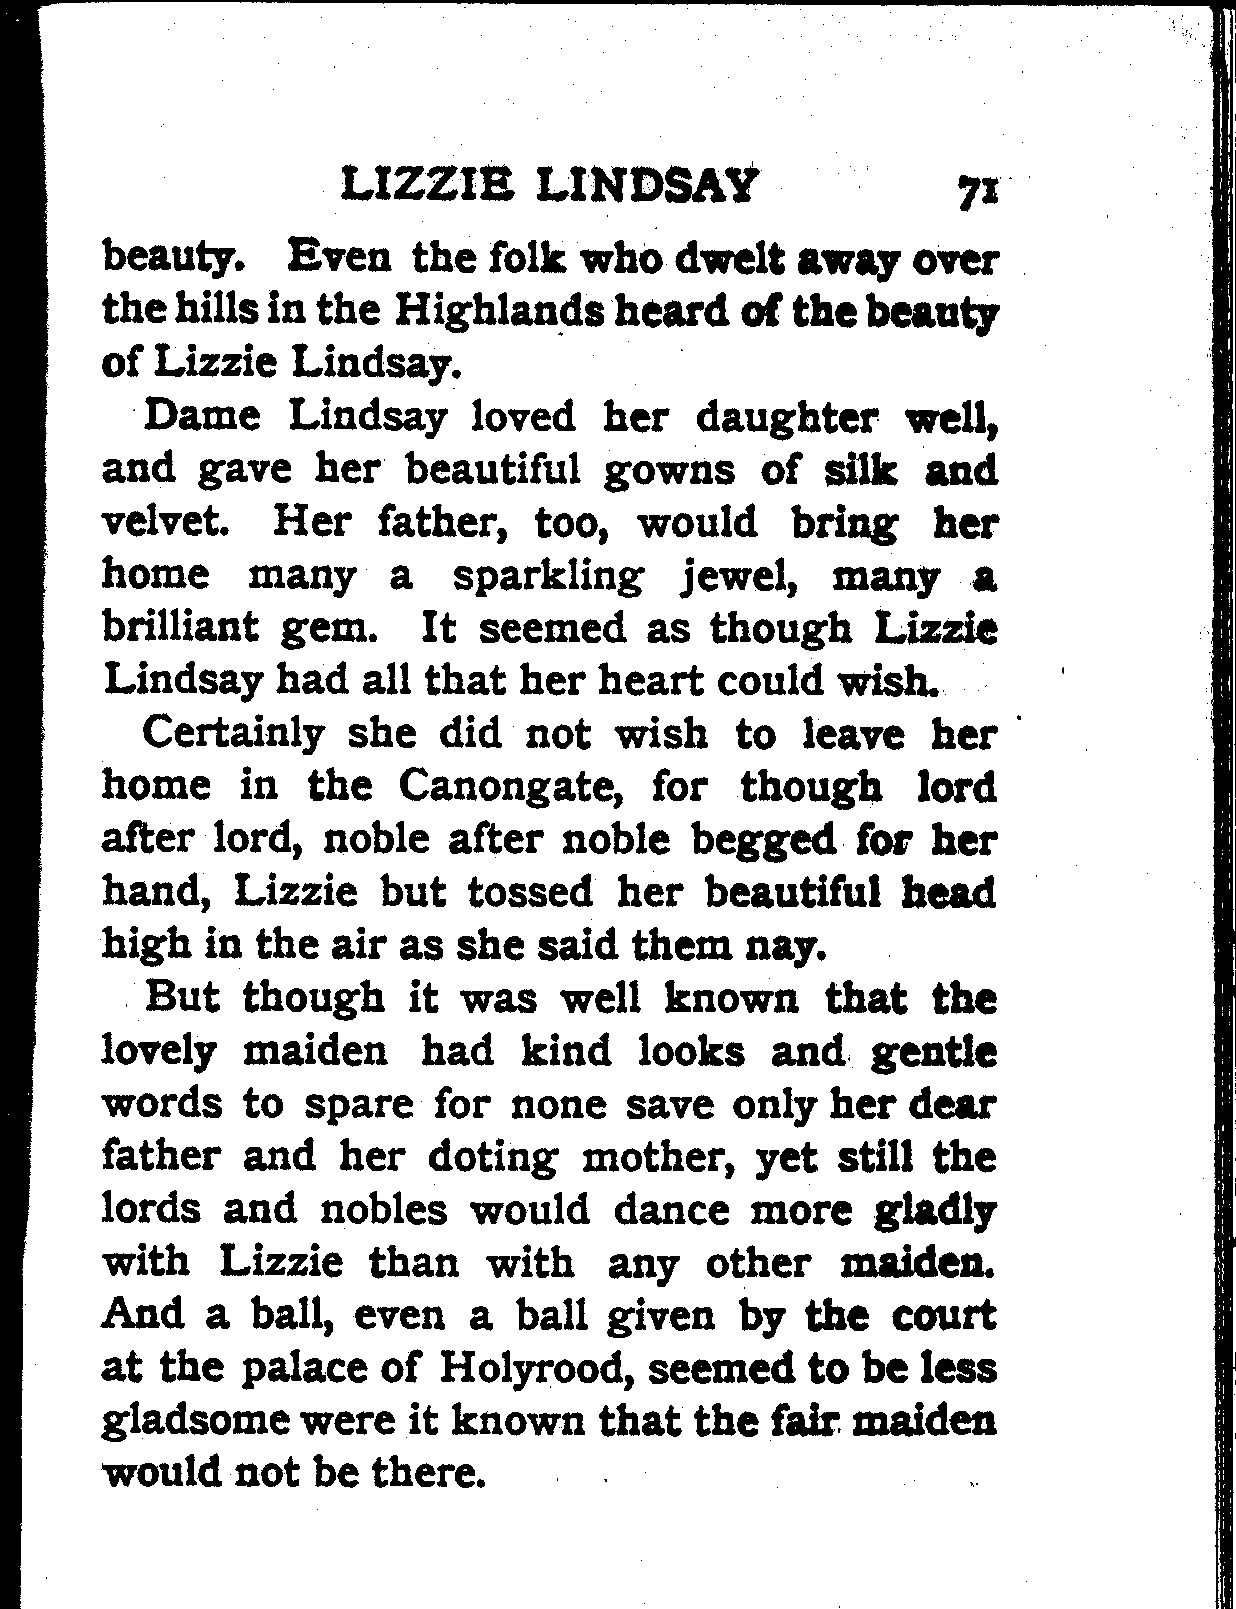 LIZZIE LINDSAY 71
beauty. Even the folk who dwelt away over
the hills in the Highlands heard of the beauty
of Lizzie Lindsay.
Dame Lindsay loved her daughter well,
and gave her beautiful gowns of silk and
velvet. Her father, too, would bring her
home many a sparkling jewel, many a
brilliant gem. It seemed as though Lizzie
Lindsay had all that her heart could wish.
Certainly she did not wish to leave her
home in the Canongate, for though lord
after lord, noble after noble begged for her
hand, Lizzie but tossed her beautiful head
high in the air as she said them nay.
But though it was well known that the
lovely maiden had kind looks and gentle
words to spare for none save only her dear
father and her doting mother, yet still the
lords and nobles would dance more gladly
with Lizzie than with any other maiden.
And a ball, even a ball given by the court
at the palace of Holyrood, seemed to be less
gladsome were it known that the fair maiden
would not be there.